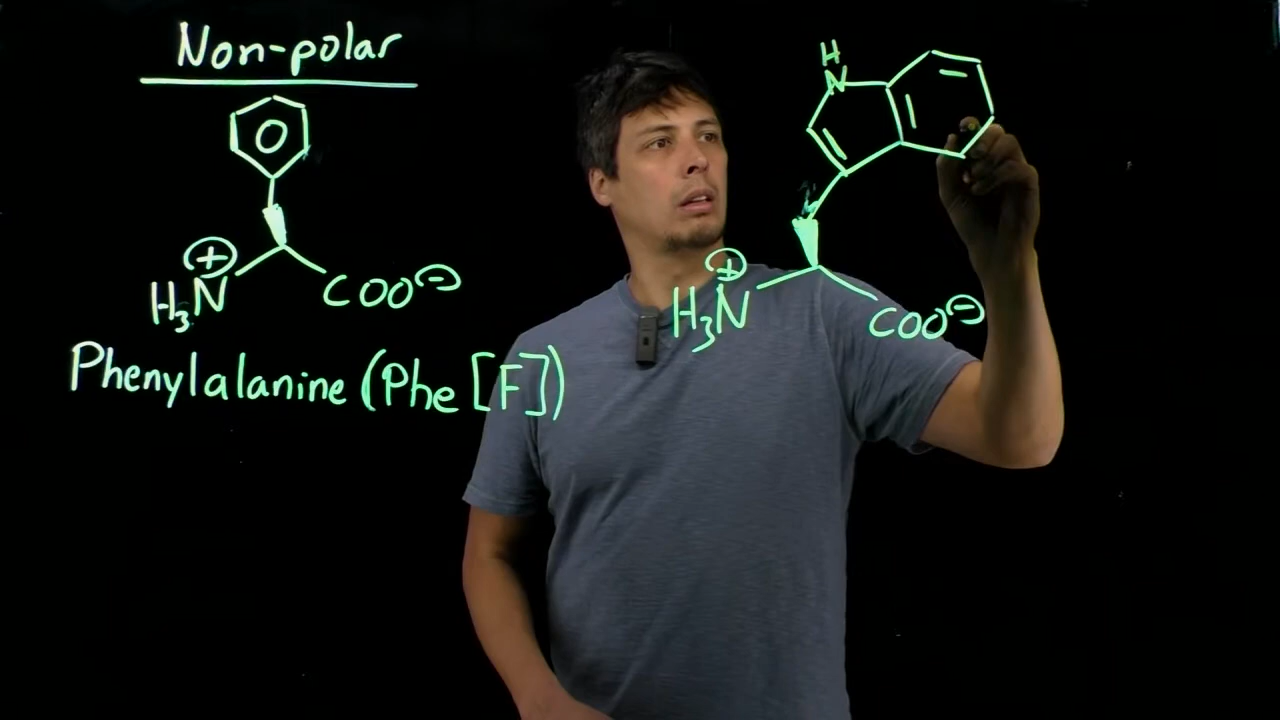 Non-polar
H₃N⊕ COO⊖
Phenylalanine (Phe [F])
H
N
H₃N⊕ COO⊖